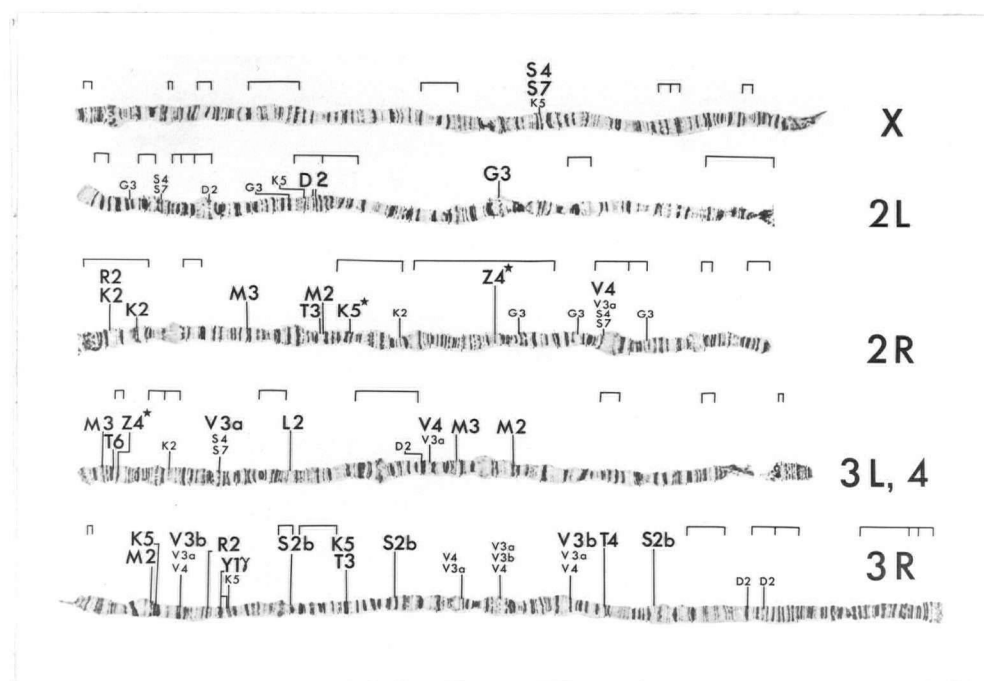 S4
S7
K5
X
G3 S4 S7 D2 G3 K5 D2 G3
2L
R2
K2 K2 M3 M2 T3 K5★ K2 Z4★ G3 G3 V4 V3a S4 S7 G3
2R
M3 T6 Z4★ K2 V3a S4 S7 L2 D2 V4 V3a M3 M2
3L, 4
K5 M2 V3b V3a V4 R2 YTγ K5 S2b K5 T3 S2b V4 V3a V3a V3b V4 V3b V3a V4 T4 S2b D2 D2
3R